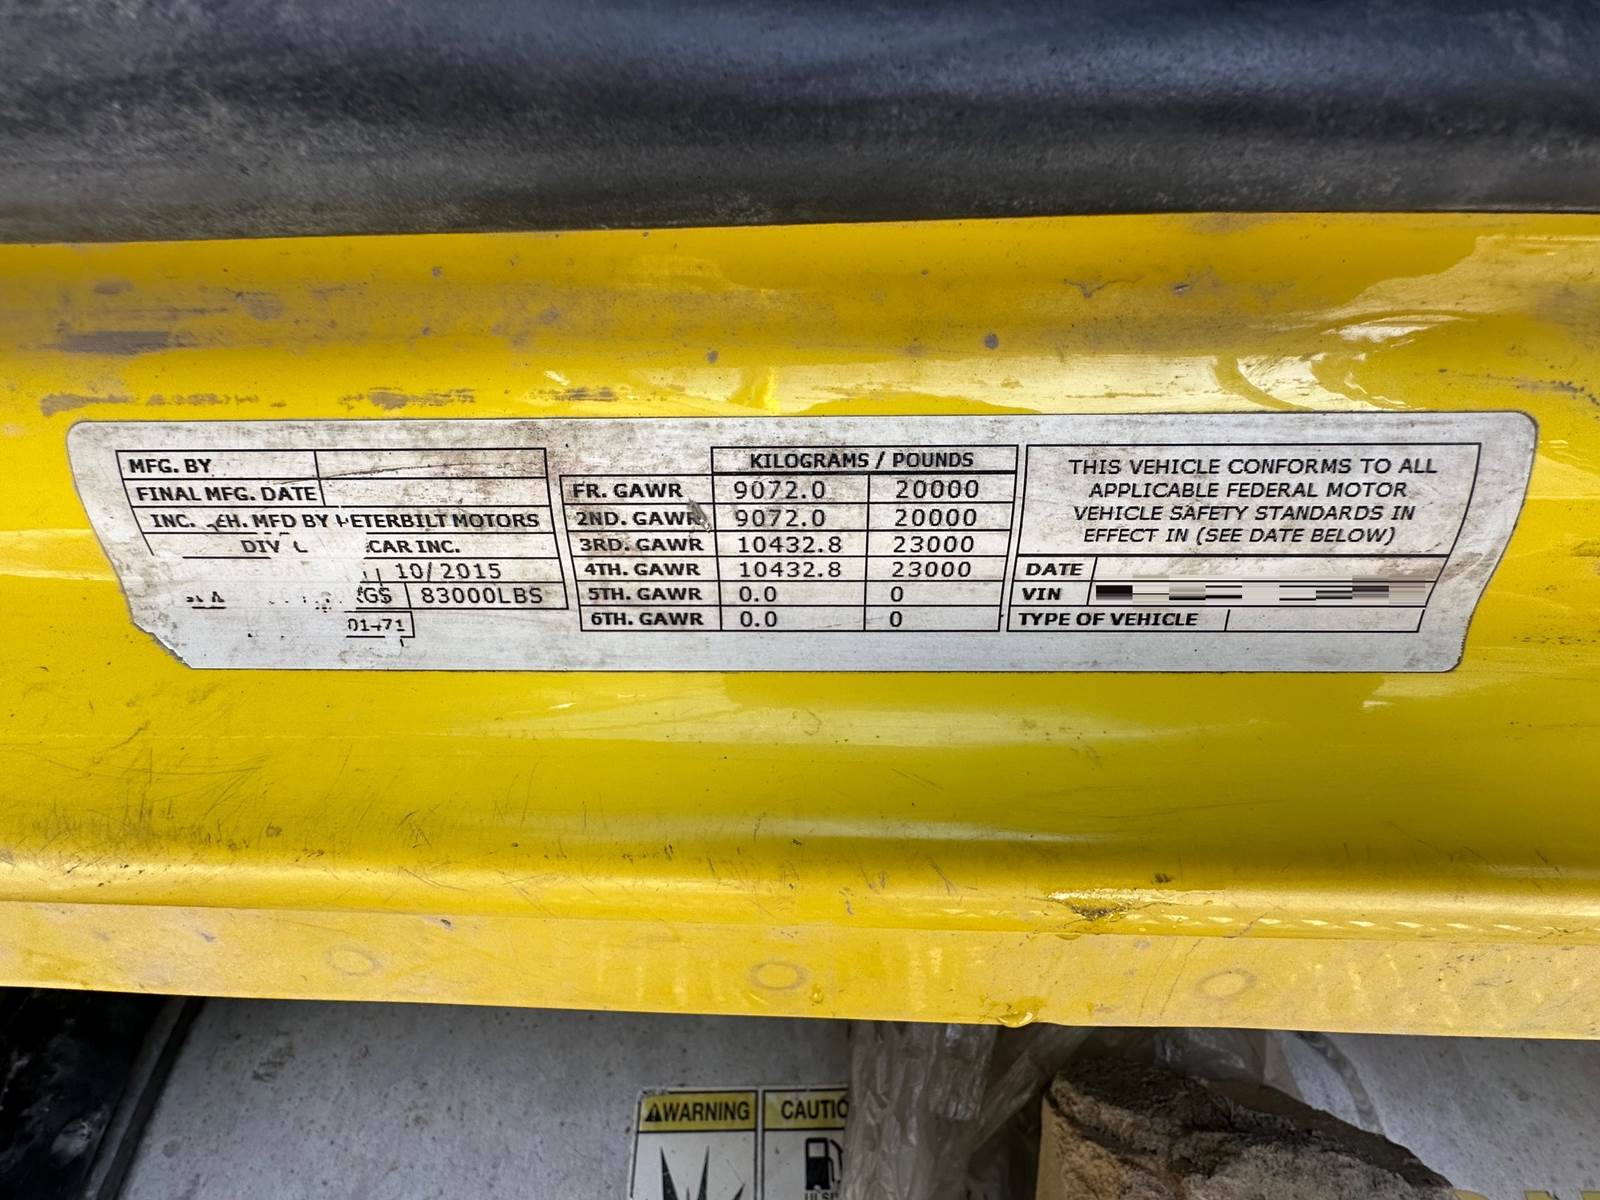 MFG. BY
FINAL MFG. DATE
INC. VEH. MFD BY PETERBILT MOTORS
DIV CAR INC.
10/2015
KGS 83000LBS
KILOGRAMS / POUNDS
FR. GAWR 9072.0 20000
2ND. GAWR 9072.0 20000
3RD. GAWR 10432.8 23000
4TH. GAWR 10432.8 23000
5TH. GAWR 0.0 0
6TH. GAWR 0.0 0
THIS VEHICLE CONFORMS TO ALL
APPLICABLE FEDERAL MOTOR
VEHICLE SAFETY STANDARDS IN
EFFECT IN (SEE DATE BELOW)
DATE
VIN
TYPE OF VEHICLE
WARNING
CAUTIO